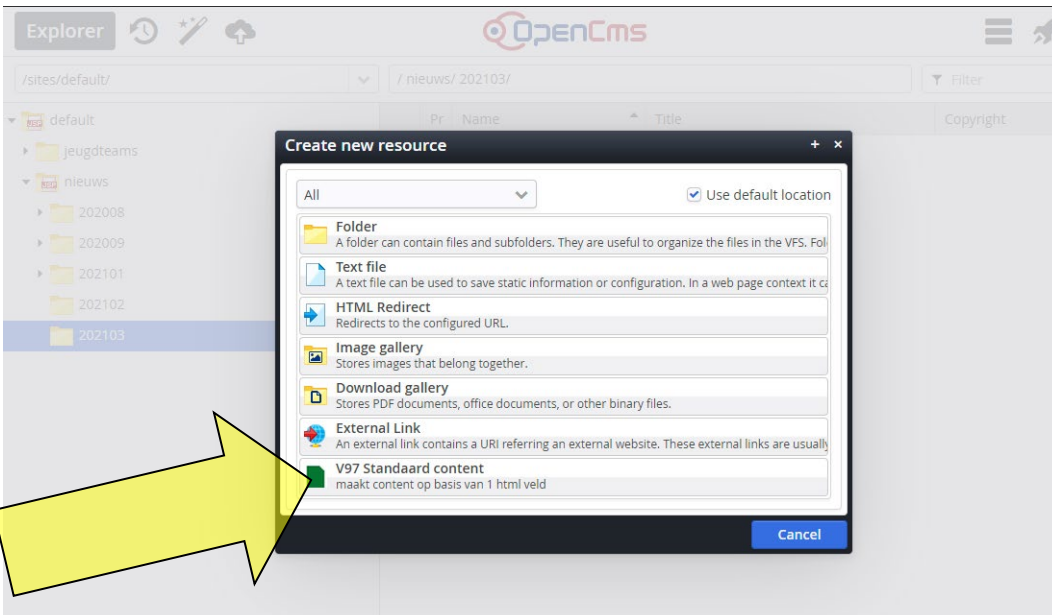 Explorer
OpenCms
/sites/default/
/ nieuws/ 202103/
Filter
default
Pr Name Title Copyright
jeugdteams
nieuws
202008
202009
202101
202102
202103
Create new resource
All
Use default location
Folder
A folder can contain files and subfolders. They are useful to organize the files in the VFS. Fol
Text file
A text file can be used to save static information or configuration. In a web page context it ca
HTML Redirect
Redirects to the configured URL.
Image gallery
Stores images that belong together.
Download gallery
Stores PDF documents, office documents, or other binary files.
External Link
An external link contains a URI referring an external website. These external links are usually
V97 Standaard content
maakt content op basis van 1 html veld
Cancel